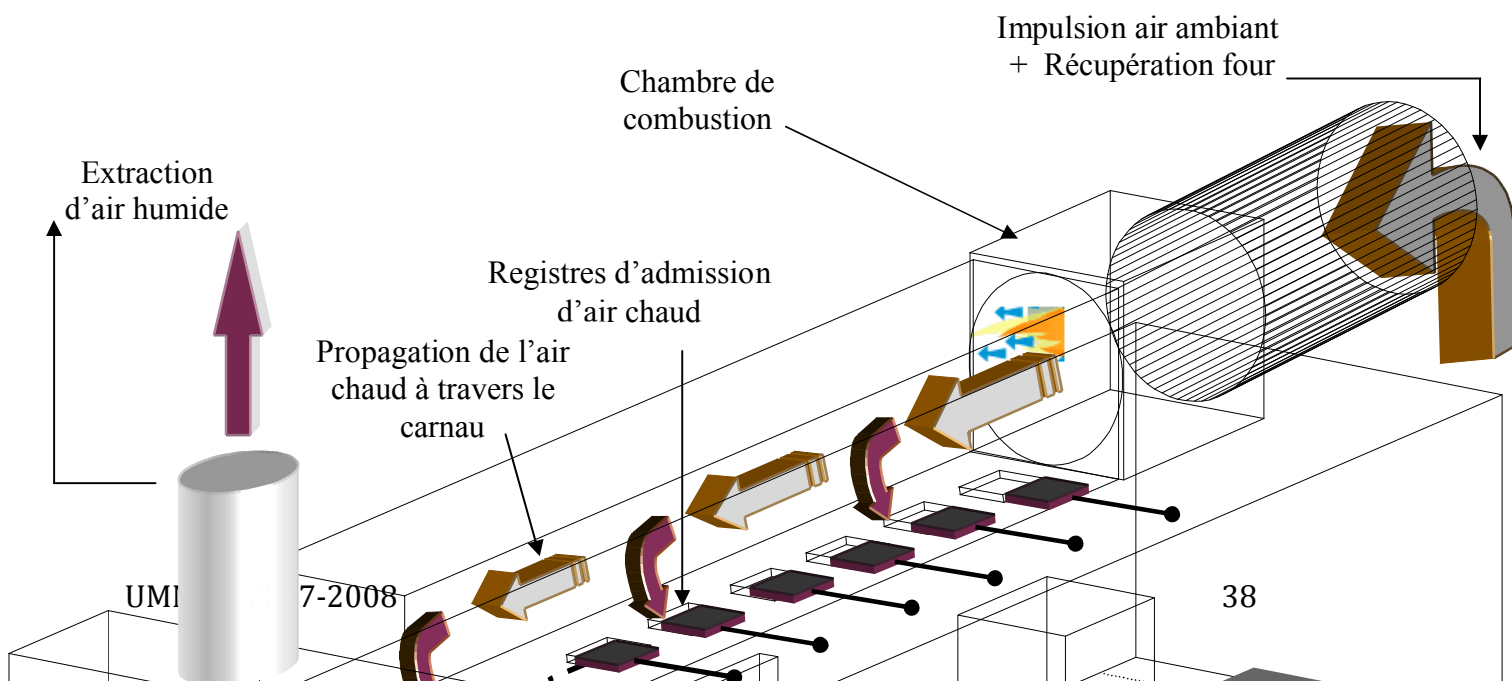 Impulsion air ambiant
+ Récupération four
Chambre de
combustion
Extraction
d’air humide
Registres d’admission
d’air chaud
Propagation de l’air
chaud à travers le
carnau
7-2008
38